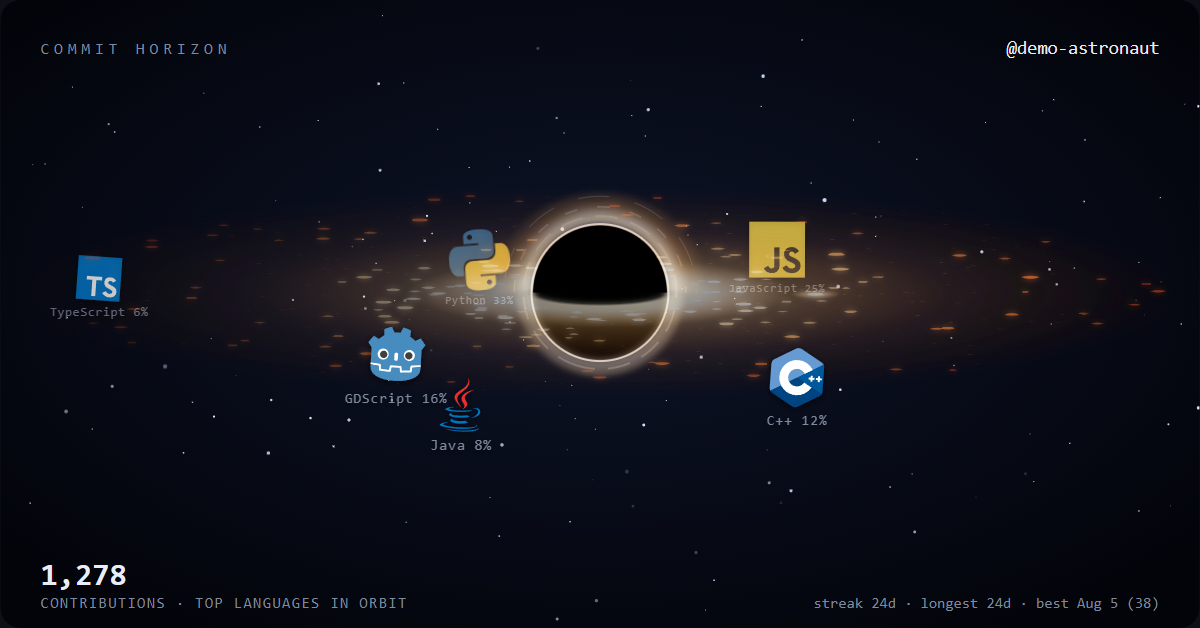 COMMIT HORIZON
@demo-astronaut
JS
TS
Python 33%
JavaScript 25%
TypeScript 6%
GDScript 16%
C++
C++ 12%
Java 8%
1,278
CONTRIBUTIONS · TOP LANGUAGES IN ORBIT
streak 24d · longest 24d · best Aug 5 (38)